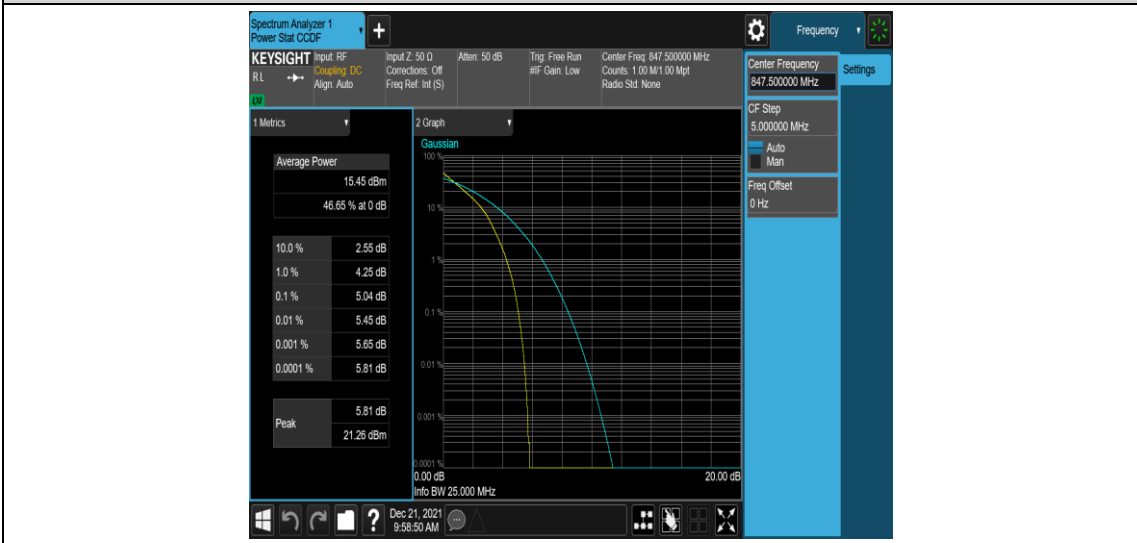 Spectrum Analyzer 1
Power Stat CCDF
+
Frequency
KEYSIGHT
RL
LXI
Input: RF
Coupling: DC
Align: Auto
Input Z: 50 Ω
Corrections: Off
Freq Ref: Int (S)
Atten: 50 dB
Trig: Free Run
#IF Gain: Low
Center Freq: 847.500000 MHz
Counts: 1.00 M/1.00 Mpt
Radio Std: None
Center Frequency
847.500000 MHz
Settings
CF Step
5.000000 MHz
Auto
Man
Freq Offset
0 Hz
1 Metrics
Average Power
15.45 dBm
46.65 % at 0 dB
10.0 % 2.55 dB
1.0 % 4.25 dB
0.1 % 5.04 dB
0.01 % 5.45 dB
0.001 % 5.65 dB
0.0001 % 5.81 dB
Peak
5.81 dB
21.26 dBm
2 Graph
Gaussian
100 %
10 %
1 %
0.1 %
0.01 %
0.001 %
0.0001 %
0.00 dB 20.00 dB
Info BW 25.000 MHz
?
Dec 21, 2021
9:58:50 AM